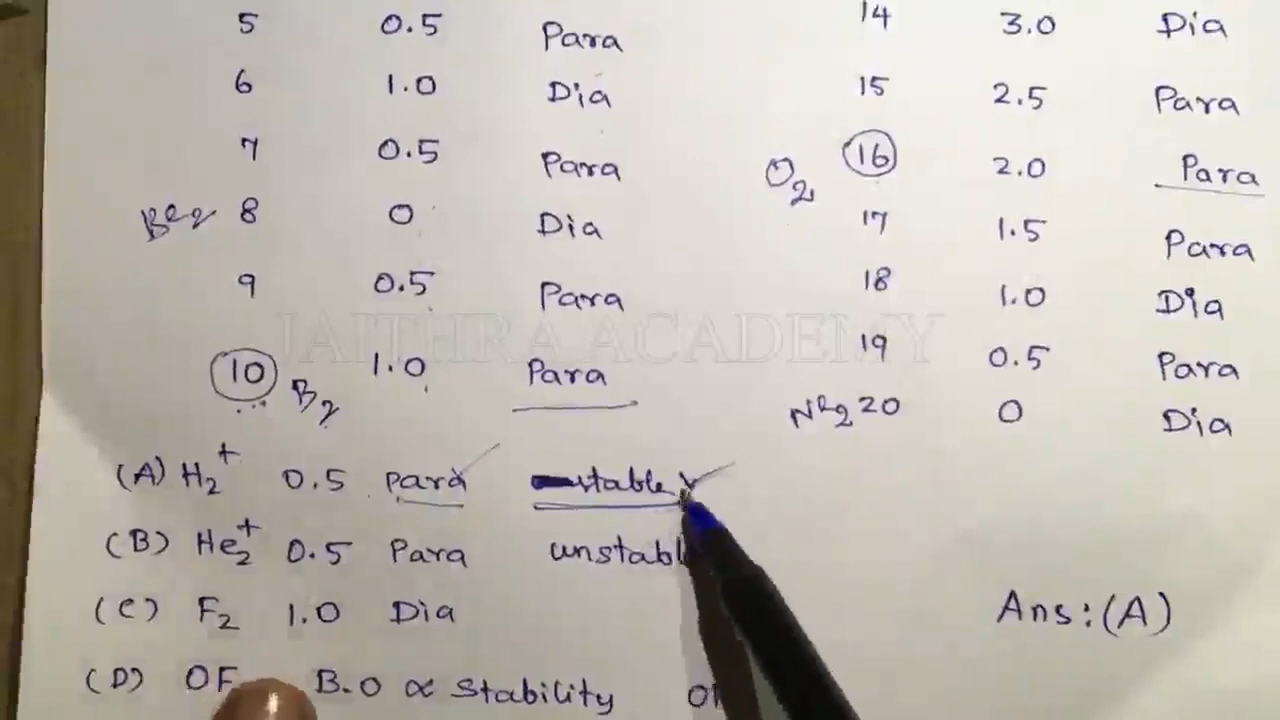 5 0.5 Para
6 1.0 Dia
7 0.5 Para
Be2 8 0 Dia
9 0.5 Para
10 B2 1.0 Para
14 3.0 Dia
15 2.5 Para
O2 16 2.0 Para
17 1.5 Para
18 1.0 Dia
19 0.5 Para
Ne2 20 0 Dia
JAITHRA ACADEMY
(A) H2+ 0.5 para stable
(B) He2+ 0.5 Para unstabl
(C) F2 1.0 Dia
Ans:(A)
(D) OF B.O ∝ Stability